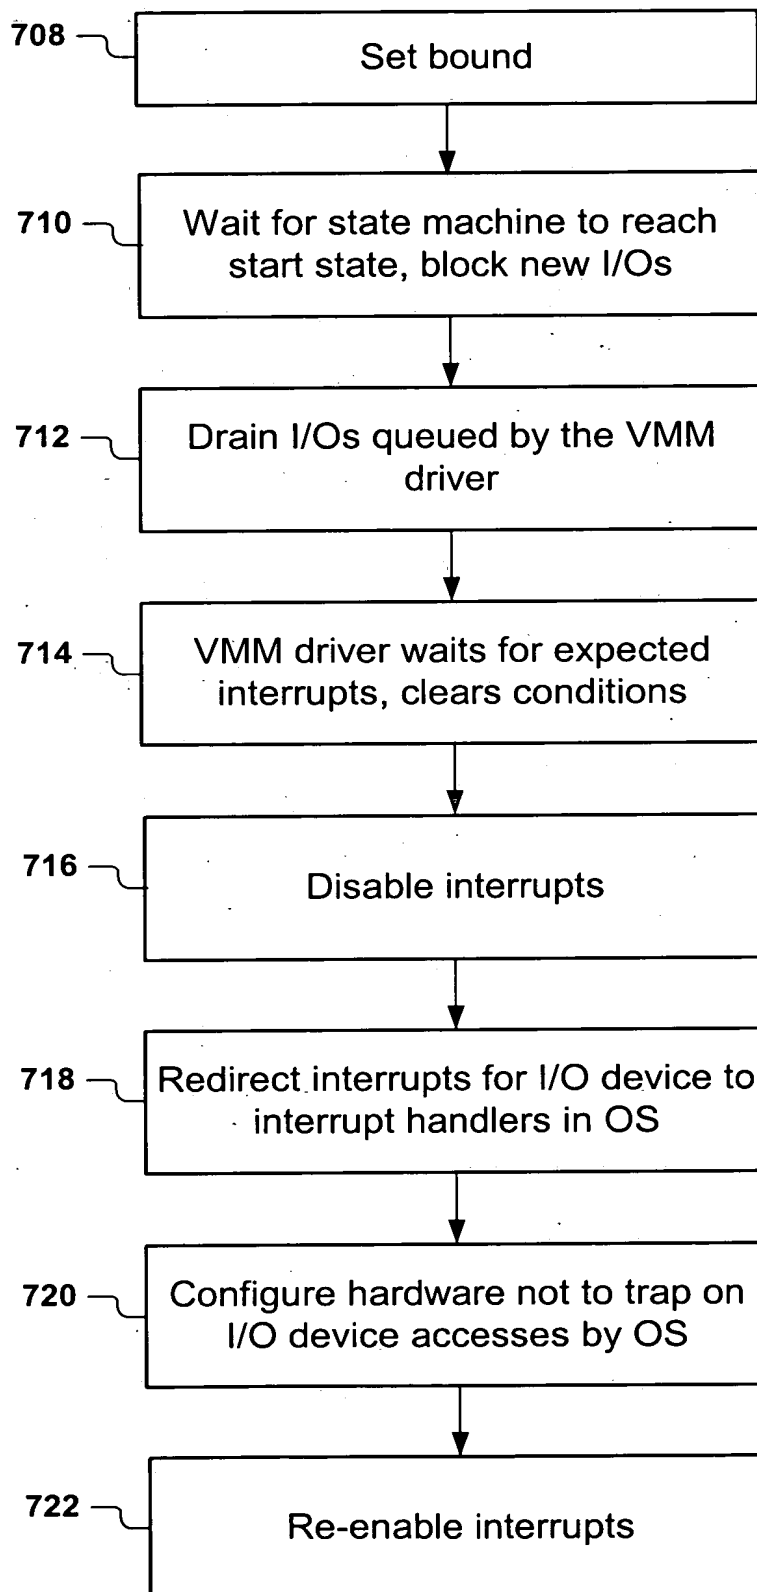 708
Set bound
710
Wait for state machine to reach
start state, block new I/Os
712
Drain I/Os queued by the VMM
driver
714
VMM driver waits for expected
interrupts, clears conditions
716
Disable interrupts
718
Redirect interrupts for I/O device to
interrupt handlers in OS
720
Configure hardware not to trap on
I/O device accesses by OS
722
Re-enable interrupts